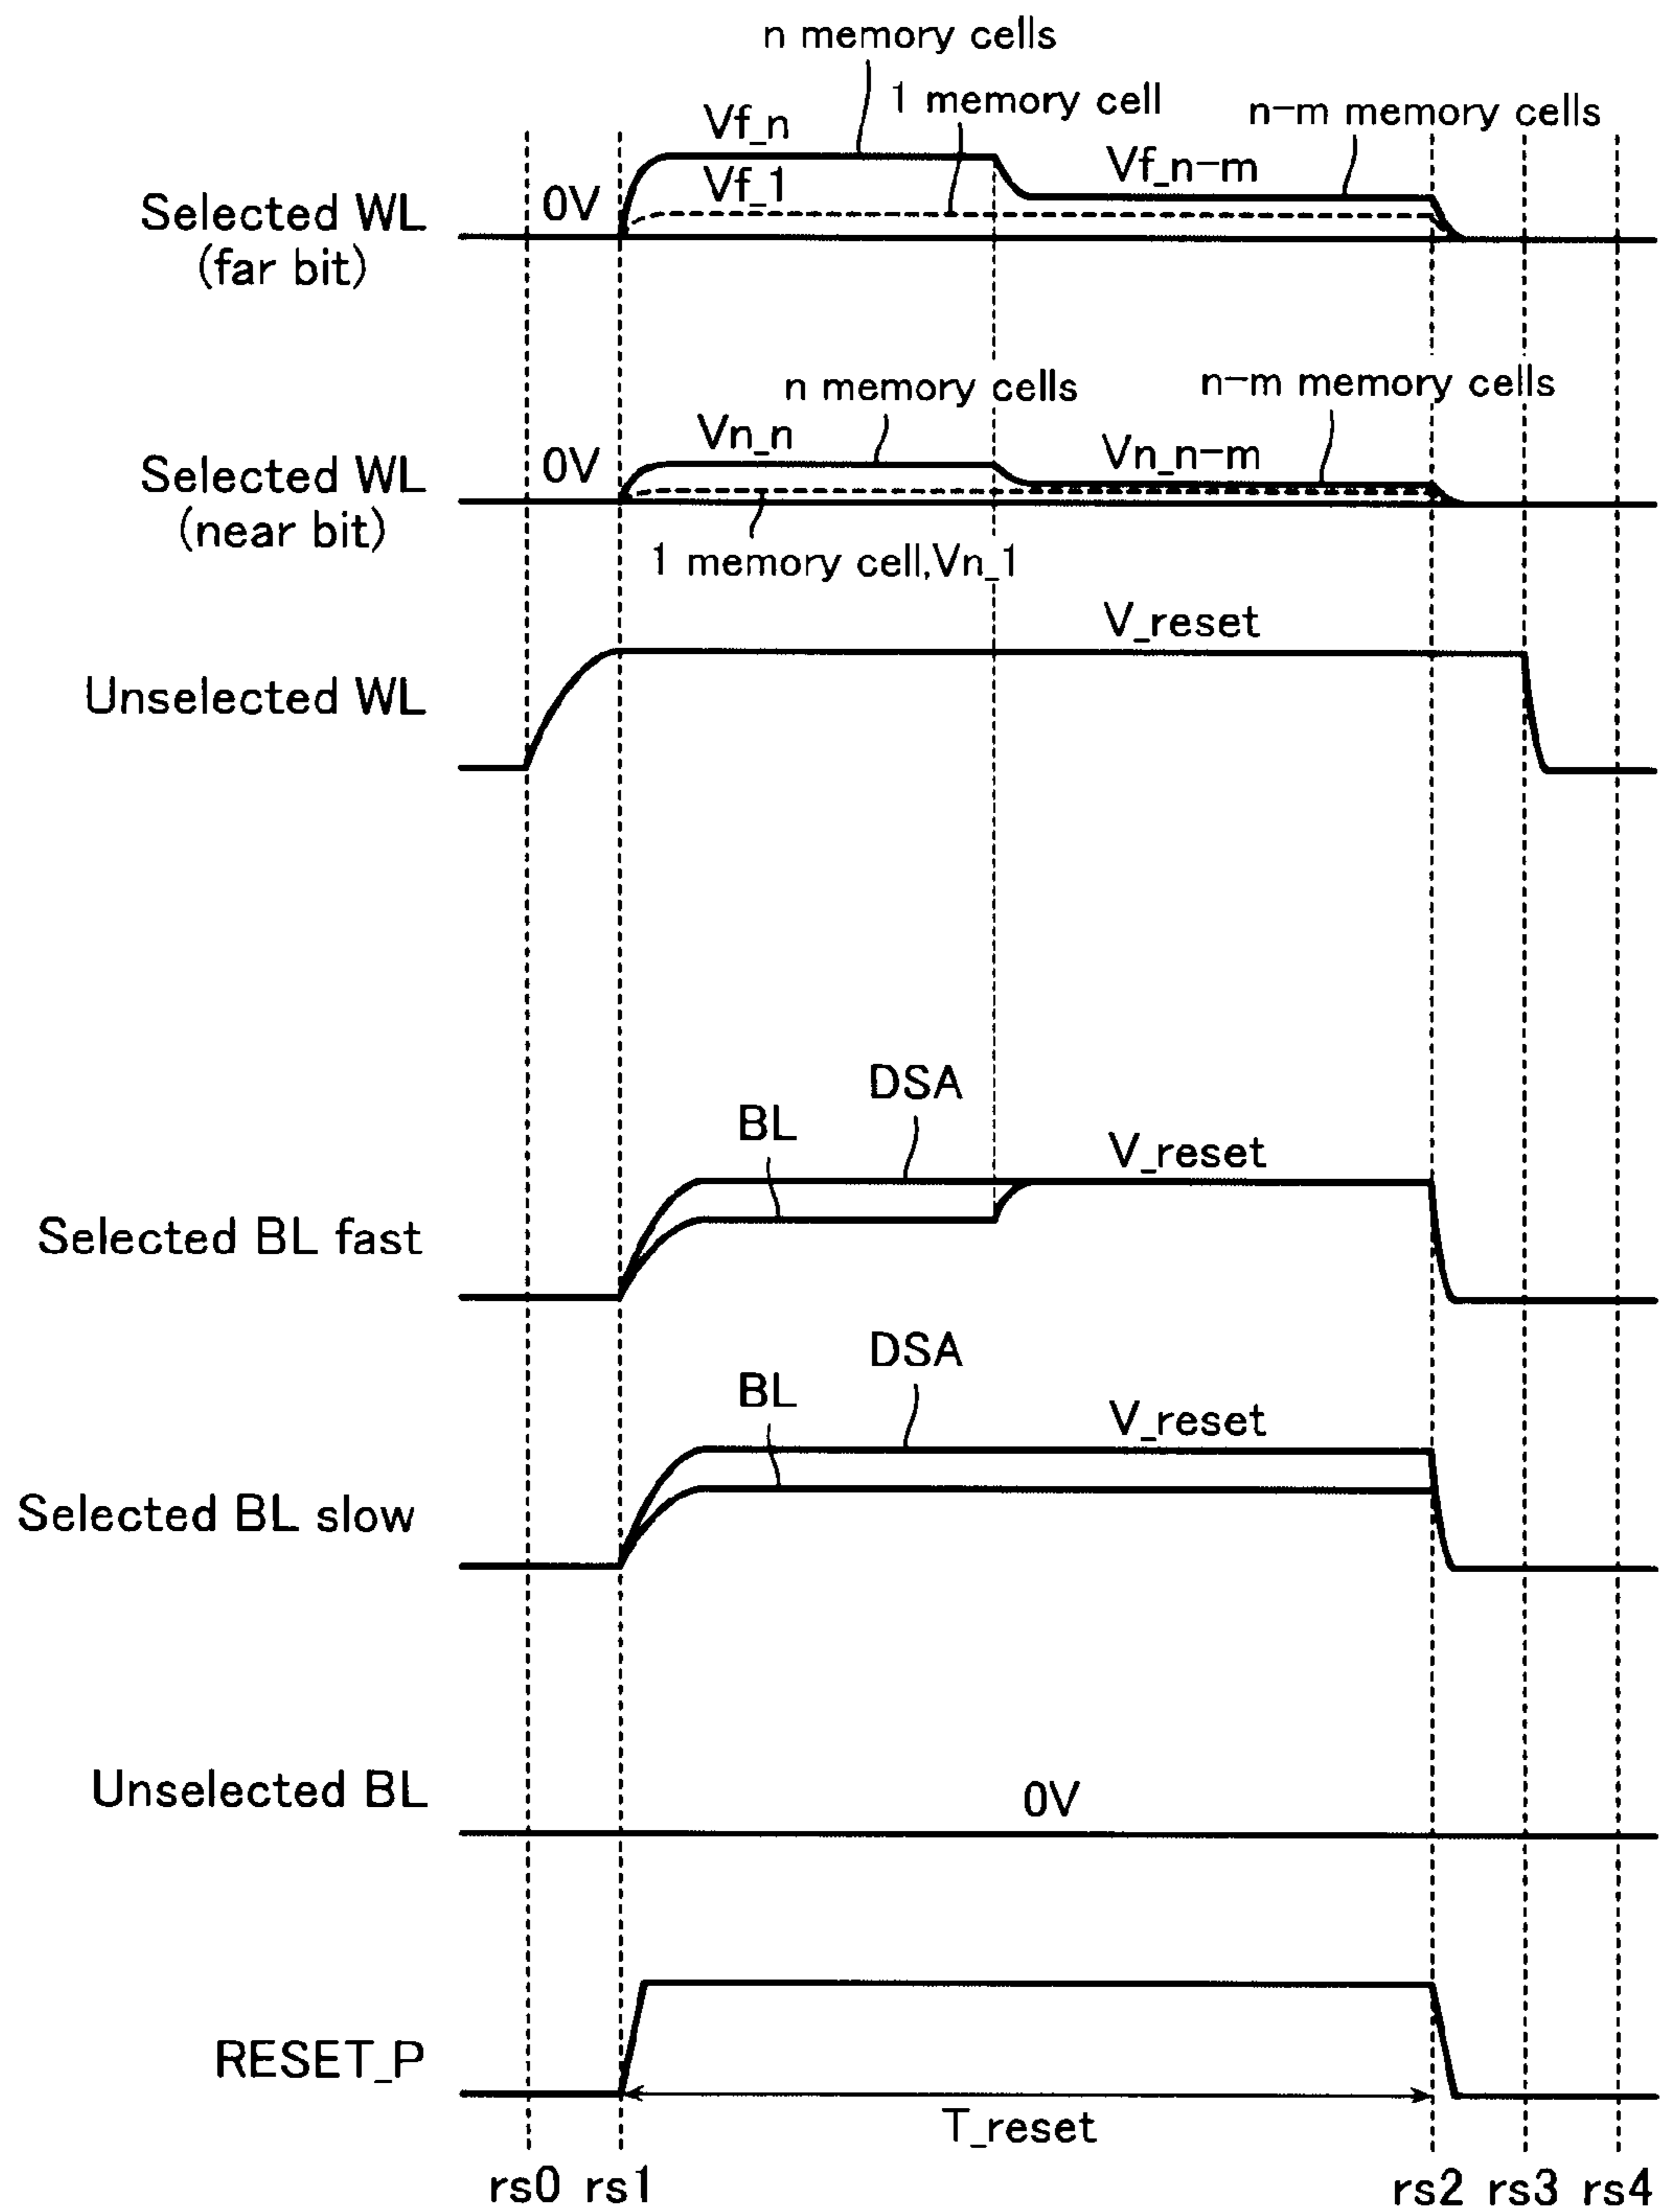 n memory cells
1 memory cell
n-m memory cells
Vf_n
Vf_n-m
Vf_1
0V
Selected WL
(far bit)
n-m memory cells
n memory cells
Vn_n
Vn_n-m
0V
Selected WL
(near bit)
1 memory cell,Vn_1
V_reset
Unselected WL
DSA
BL
V_reset
Selected BL fast
DSA
BL
V_reset
Selected BL slow
Unselected BL
0V
RESET_P
T_reset
rs0 rs1 rs2 rs3 rs4